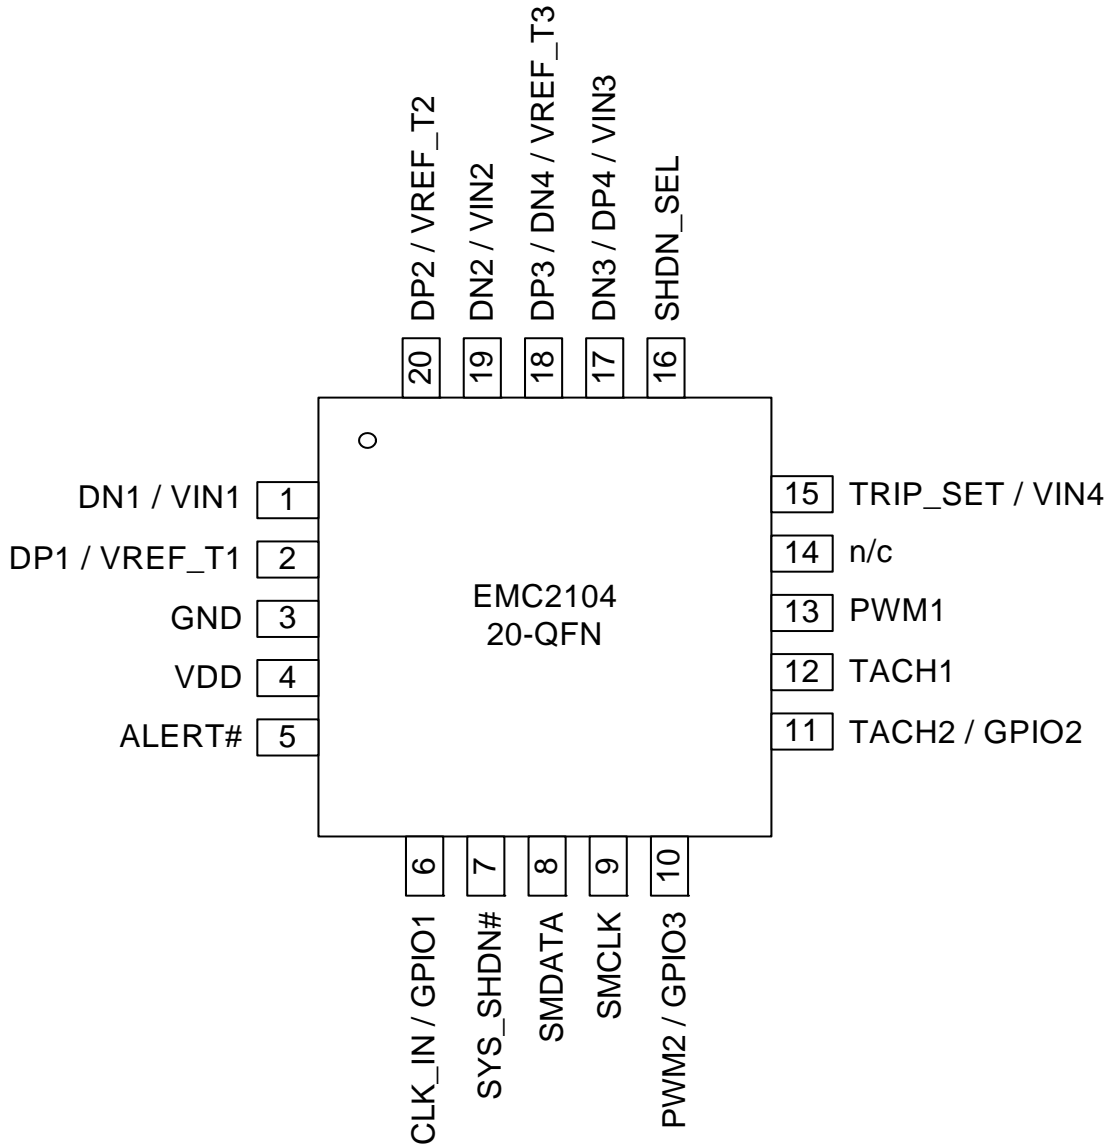 DP2 / VREF_T2
DN2 / VIN2
DP3 / DN4 / VREF_T3
DN3 / DP4 / VIN3
SHDN_SEL
20
19
18
17
16
DN1 / VIN1
1
DP1 / VREF_T1
2
GND
3
VDD
4
ALERT#
5
EMC2104
20-QFN
15
TRIP_SET / VIN4
14
n/c
13
PWM1
12
TACH1
11
TACH2 / GPIO2
6
7
8
9
10
CLK_IN / GPIO1
SYS_SHDN#
SMDATA
SMCLK
PWM2 / GPIO3